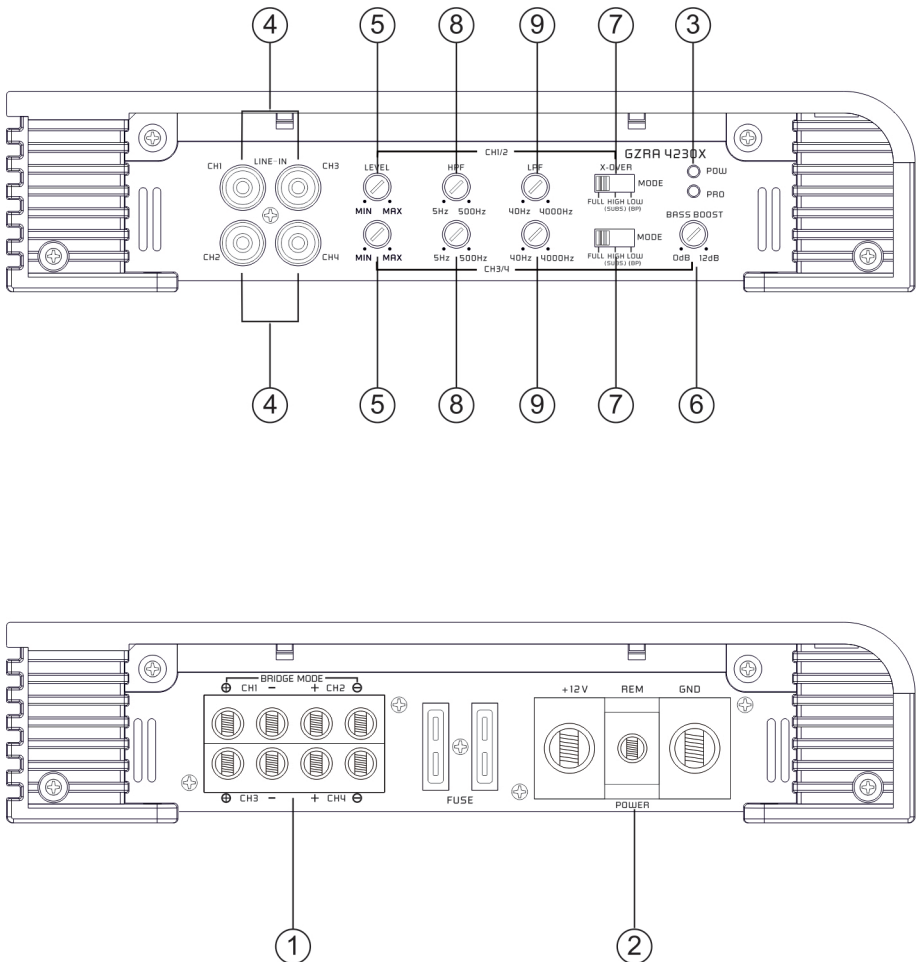 4 5 8 9 7 3
CH1/2
GZRA 4230X
CH1 LINE-IN CH3 LEVEL HPF LPF X-OVER POW
MODE
PRO
MIN MAX 5Hz 500Hz 40Hz 4000Hz FULL HIGH LOW
(SUBS) (BP)
BASS BOOST
CH2 CH4 MODE
MIN MAX 5Hz 500Hz 40Hz 4000Hz FULL HIGH LOW 0dB 12dB
(SUBS) (BP)
CH3/4
4 5 8 9 7 6
BRIDGE MODE
⊕ CH1 − + CH2 ⊖
+12V REM GND
⊕ CH3 − + CH4 ⊖
FUSE
POWER
1 2